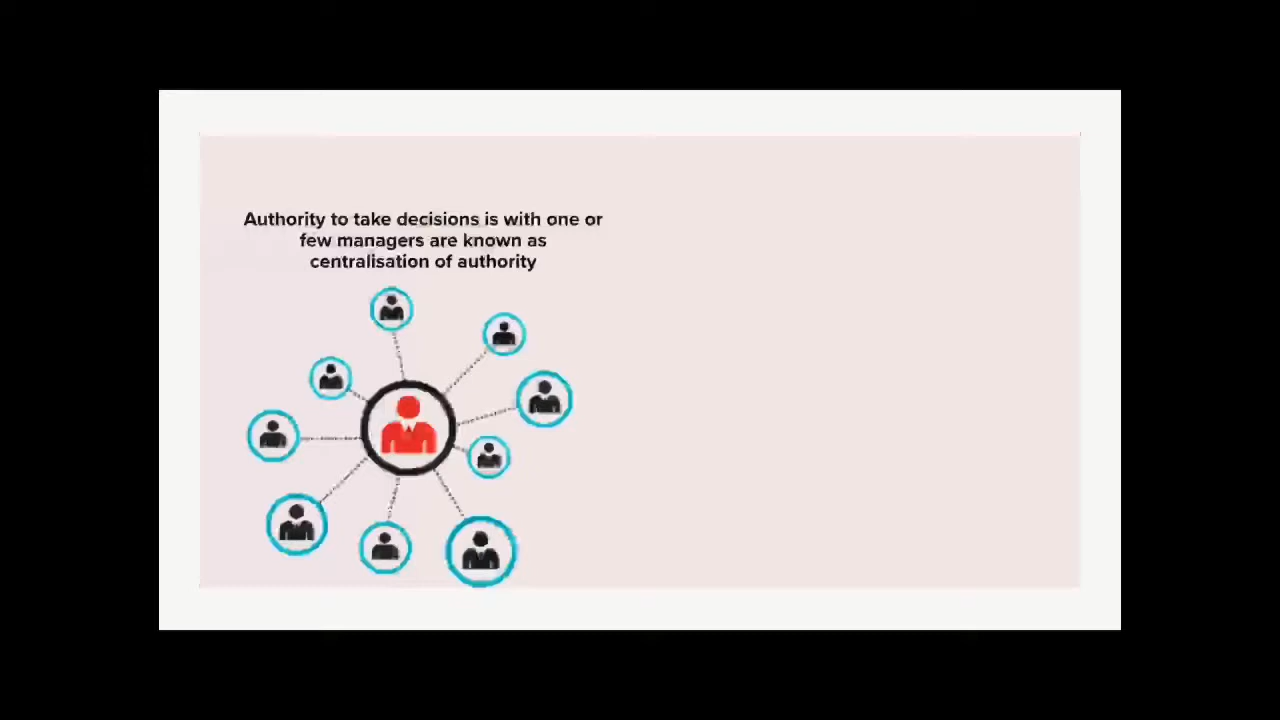 Authority to take decisions is with one or
few managers are known as
centralisation of authority